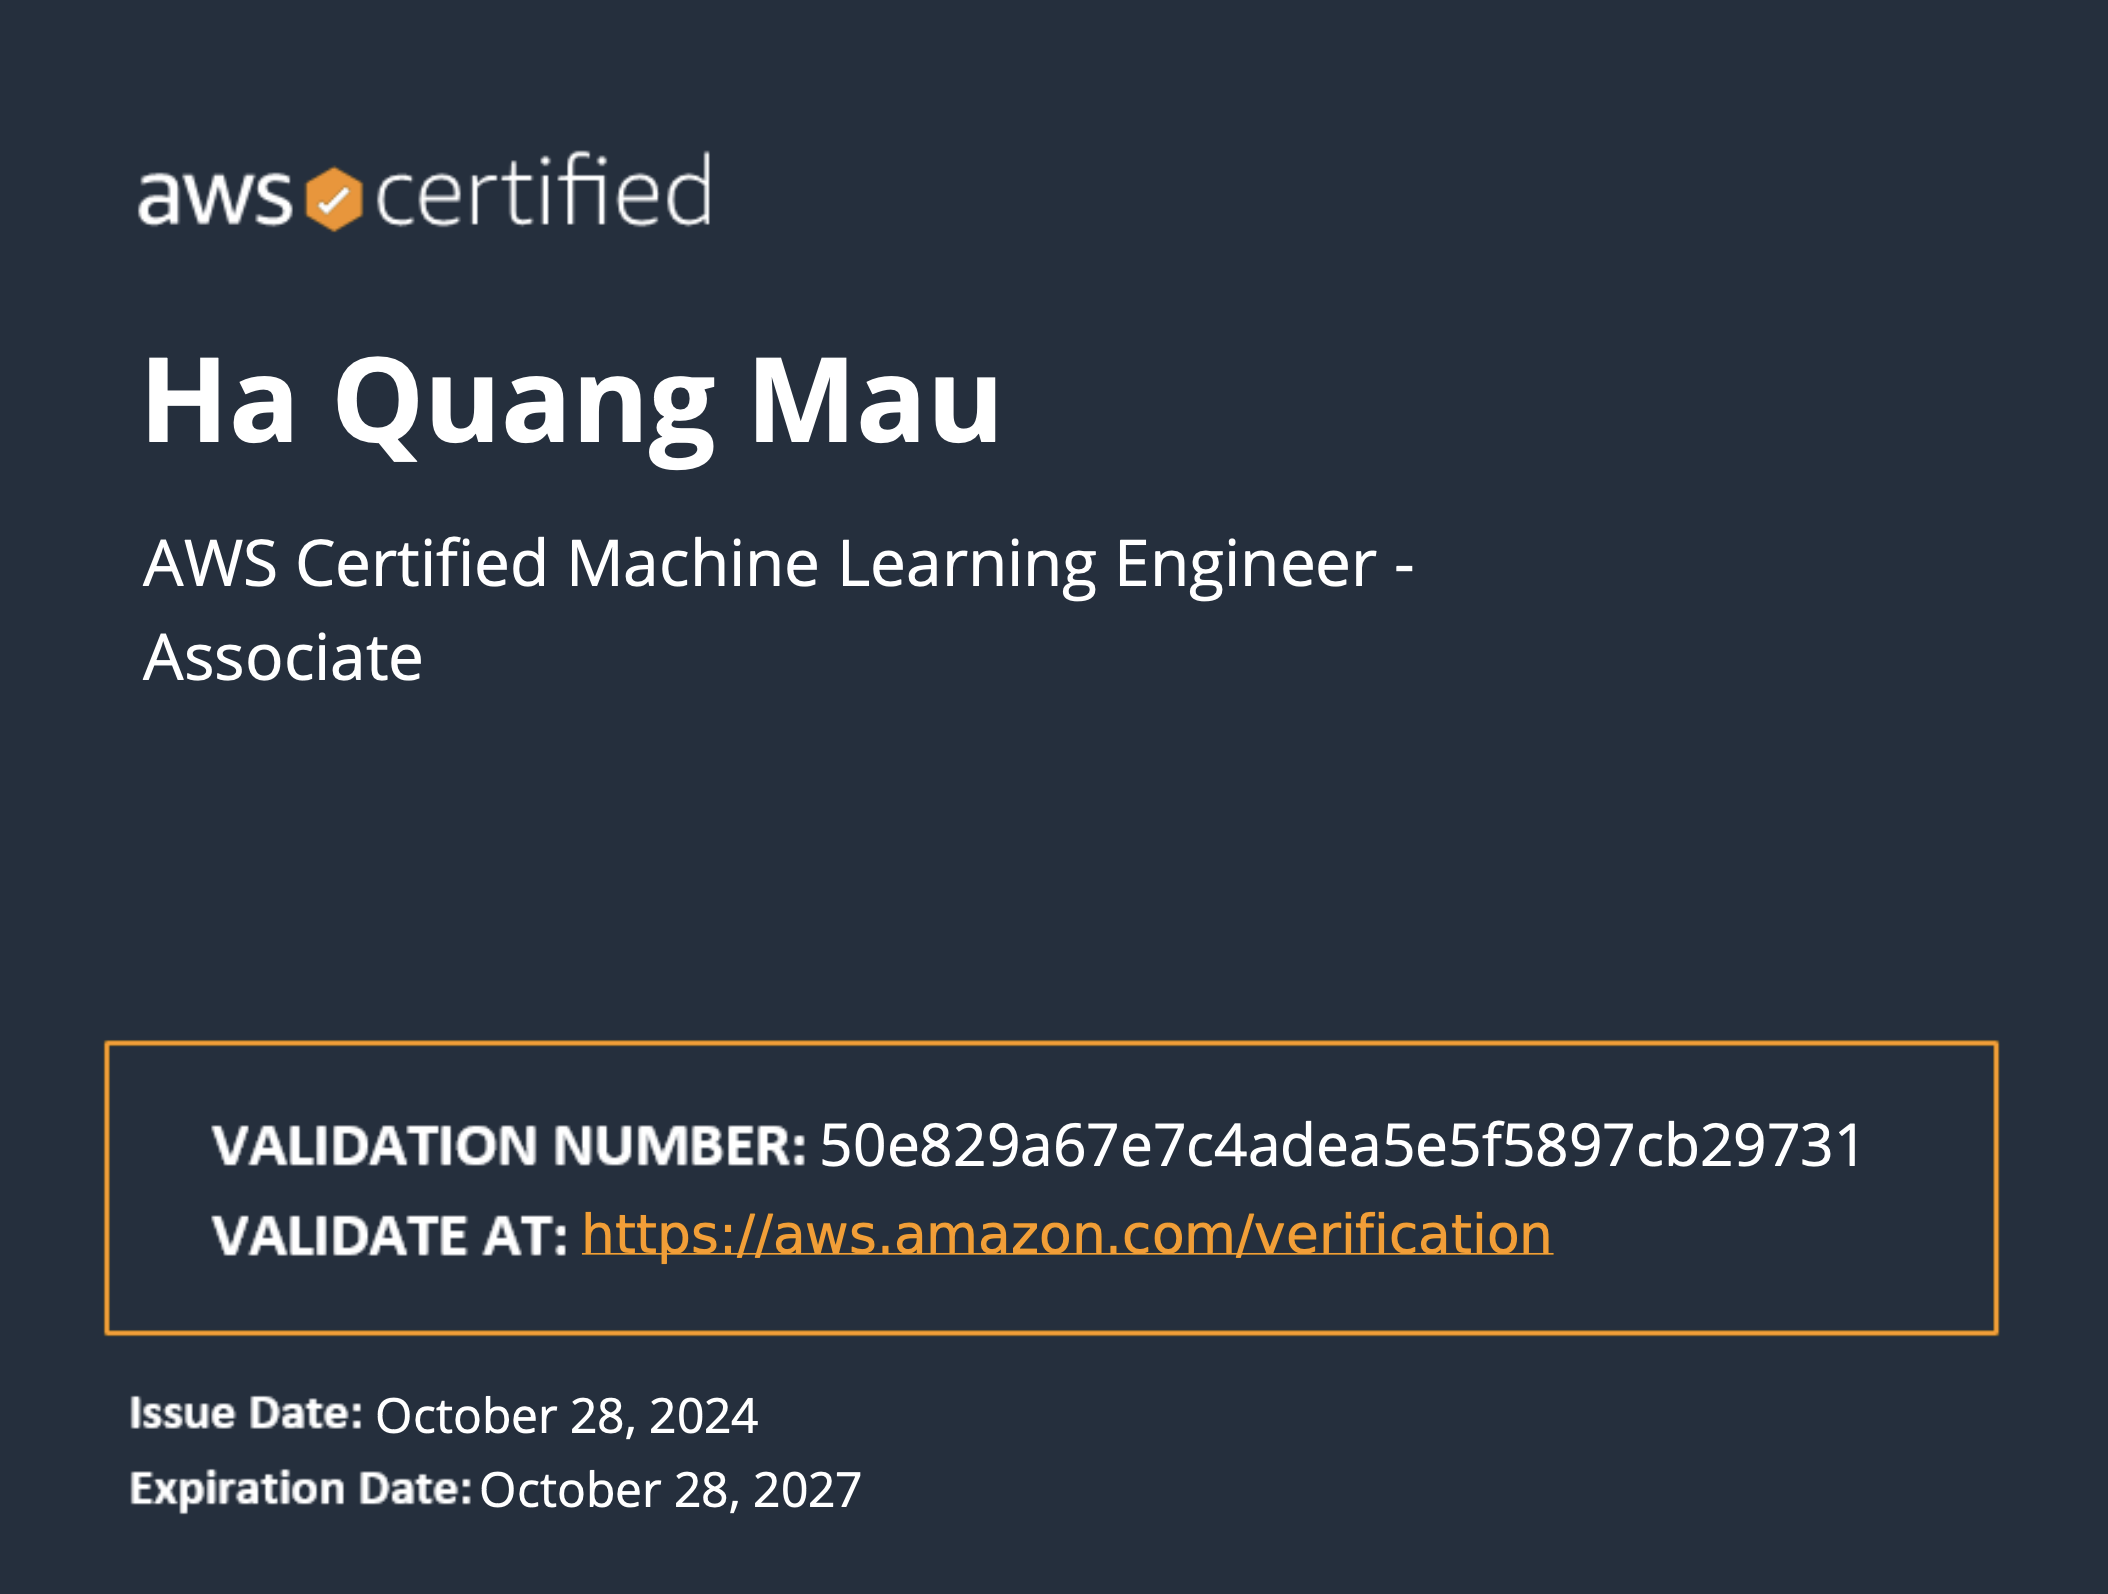 aws certified
Ha Quang Mau
AWS Certified Machine Learning Engineer -
Associate
VALIDATION NUMBER: 50e829a67e7c4adea5e5f5897cb29731
VALIDATE AT: https://aws.amazon.com/verification
Issue Date: October 28, 2024
Expiration Date: October 28, 2027